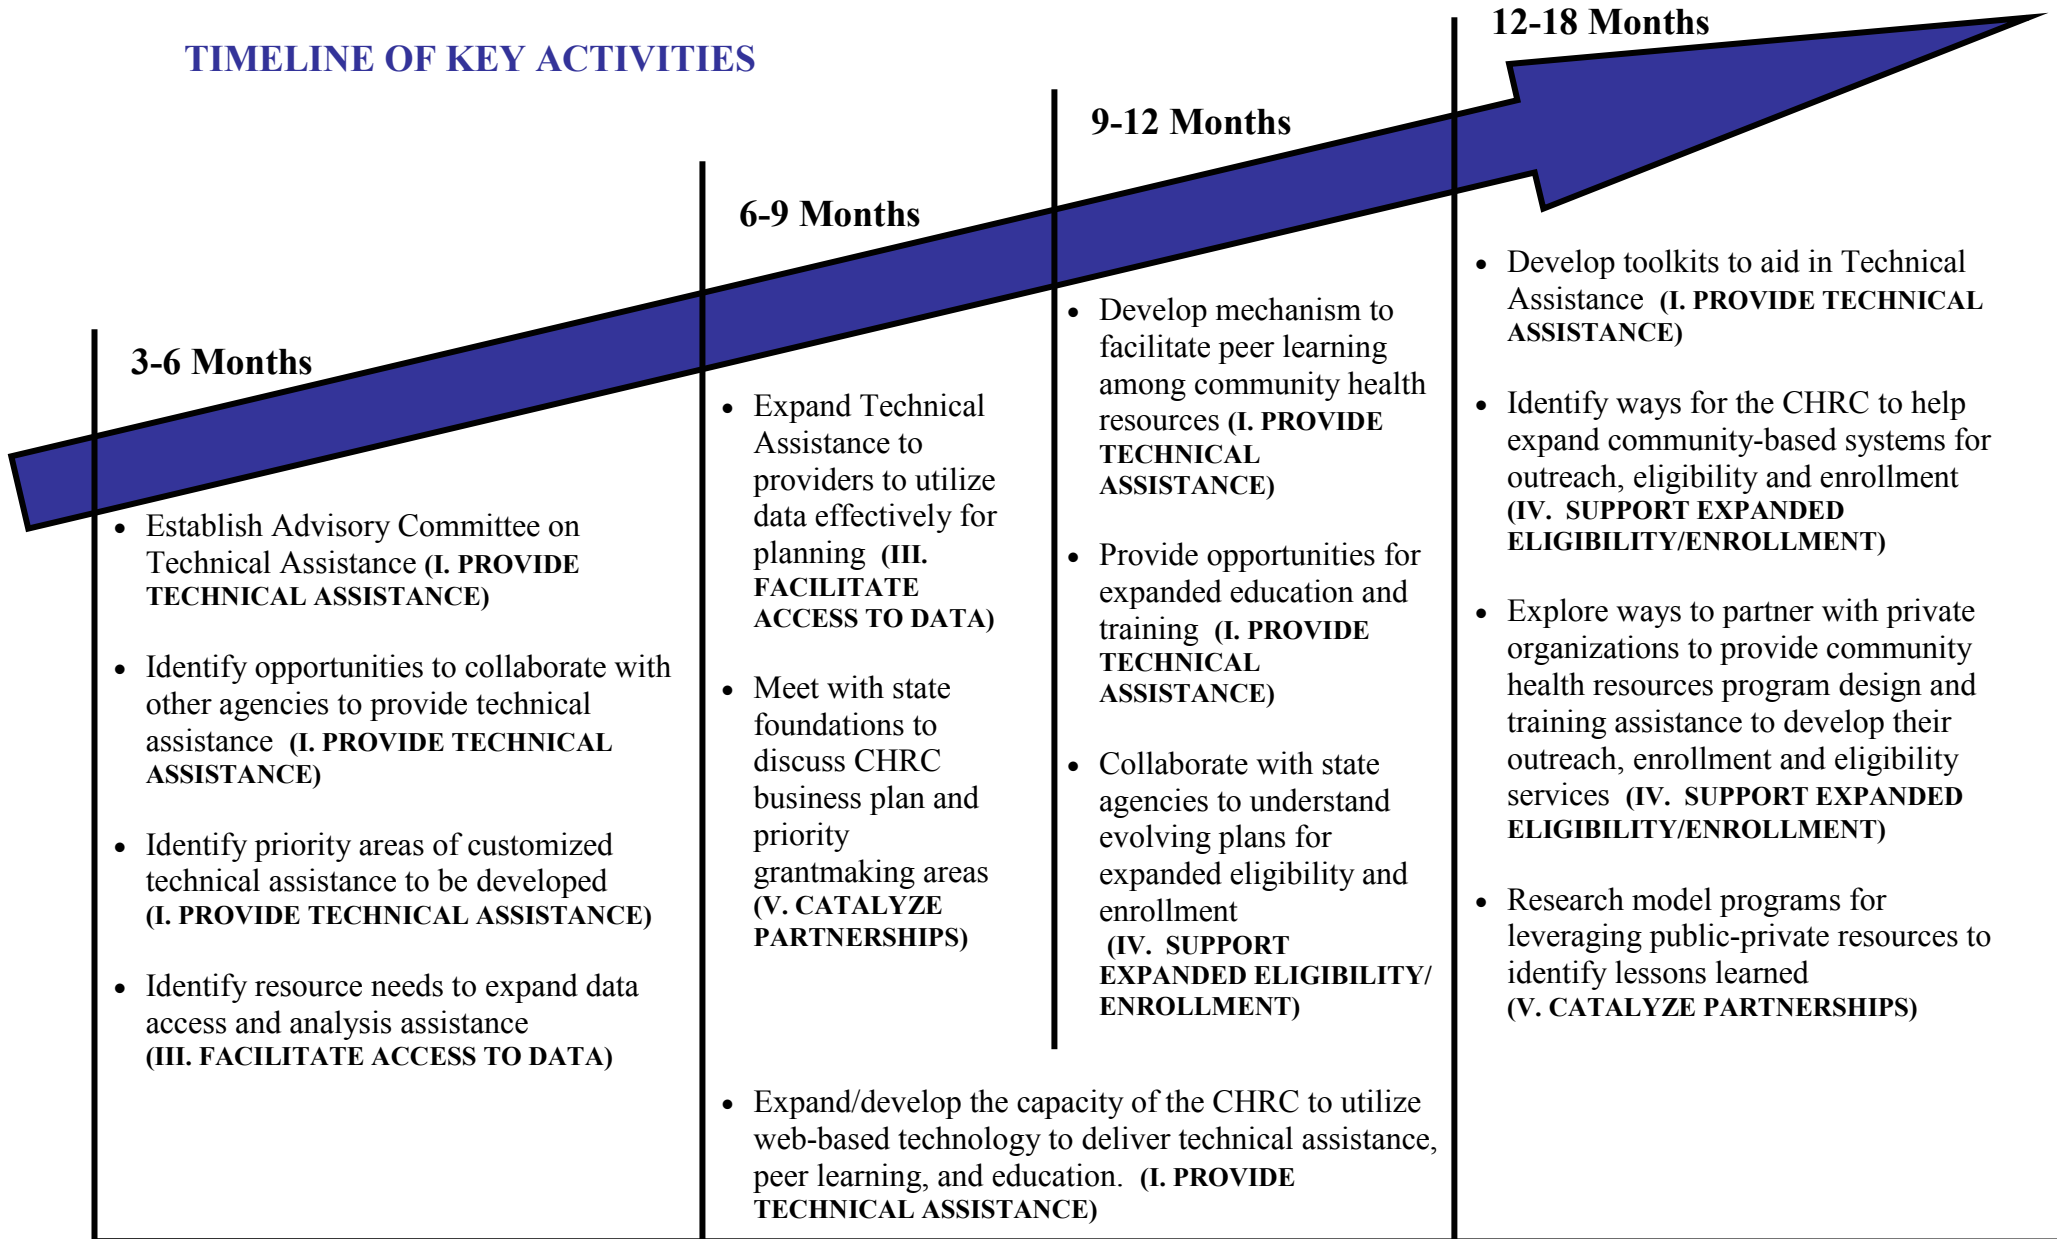 TIMELINE OF KEY ACTIVITIES
3-6 Months
• Establish Advisory Committee on
Technical Assistance (I. PROVIDE
TECHNICAL ASSISTANCE)
• Identify opportunities to collaborate with
other agencies to provide technical
assistance (I. PROVIDE TECHNICAL
ASSISTANCE)
• Identify priority areas of customized
technical assistance to be developed
(I. PROVIDE TECHNICAL ASSISTANCE)
• Identify resource needs to expand data
access and analysis assistance
(III. FACILITATE ACCESS TO DATA)
6-9 Months
• Expand Technical
Assistance to
providers to utilize
data effectively for
planning (III.
FACILITATE
ACCESS TO DATA)
• Meet with state
foundations to
discuss CHRC
business plan and
priority
grantmaking areas
(V. CATALYZE
PARTNERSHIPS)
9-12 Months
• Develop mechanism to
facilitate peer learning
among community health
resources (I. PROVIDE
TECHNICAL
ASSISTANCE)
• Provide opportunities for
expanded education and
training (I. PROVIDE
TECHNICAL
ASSISTANCE)
• Collaborate with state
agencies to understand
evolving plans for
expanded eligibility and
enrollment
(IV. SUPPORT
EXPANDED ELIGIBILITY/
ENROLLMENT)
• Expand/develop the capacity of the CHRC to utilize
web-based technology to deliver technical assistance,
peer learning, and education. (I. PROVIDE
TECHNICAL ASSISTANCE)
12-18 Months
• Develop toolkits to aid in Technical
Assistance (I. PROVIDE TECHNICAL
ASSISTANCE)
• Identify ways for the CHRC to help
expand community-based systems for
outreach, eligibility and enrollment
(IV. SUPPORT EXPANDED
ELIGIBILITY/ENROLLMENT)
• Explore ways to partner with private
organizations to provide community
health resources program design and
training assistance to develop their
outreach, enrollment and eligibility
services (IV. SUPPORT EXPANDED
ELIGIBILITY/ENROLLMENT)
• Research model programs for
leveraging public-private resources to
identify lessons learned
(V. CATALYZE PARTNERSHIPS)